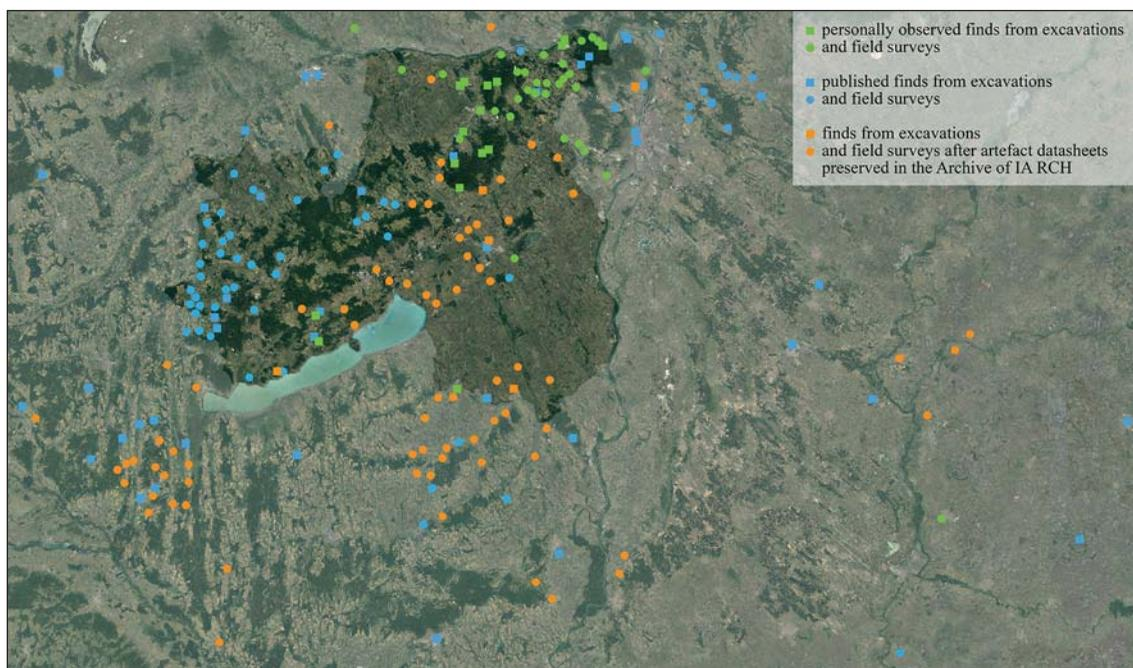 personally observed finds from excavations
and field surveys
published finds from excavations
and field surveys
finds from excavations
and field surveys after artefact datasheets
preserved in the Archive of IA RCH